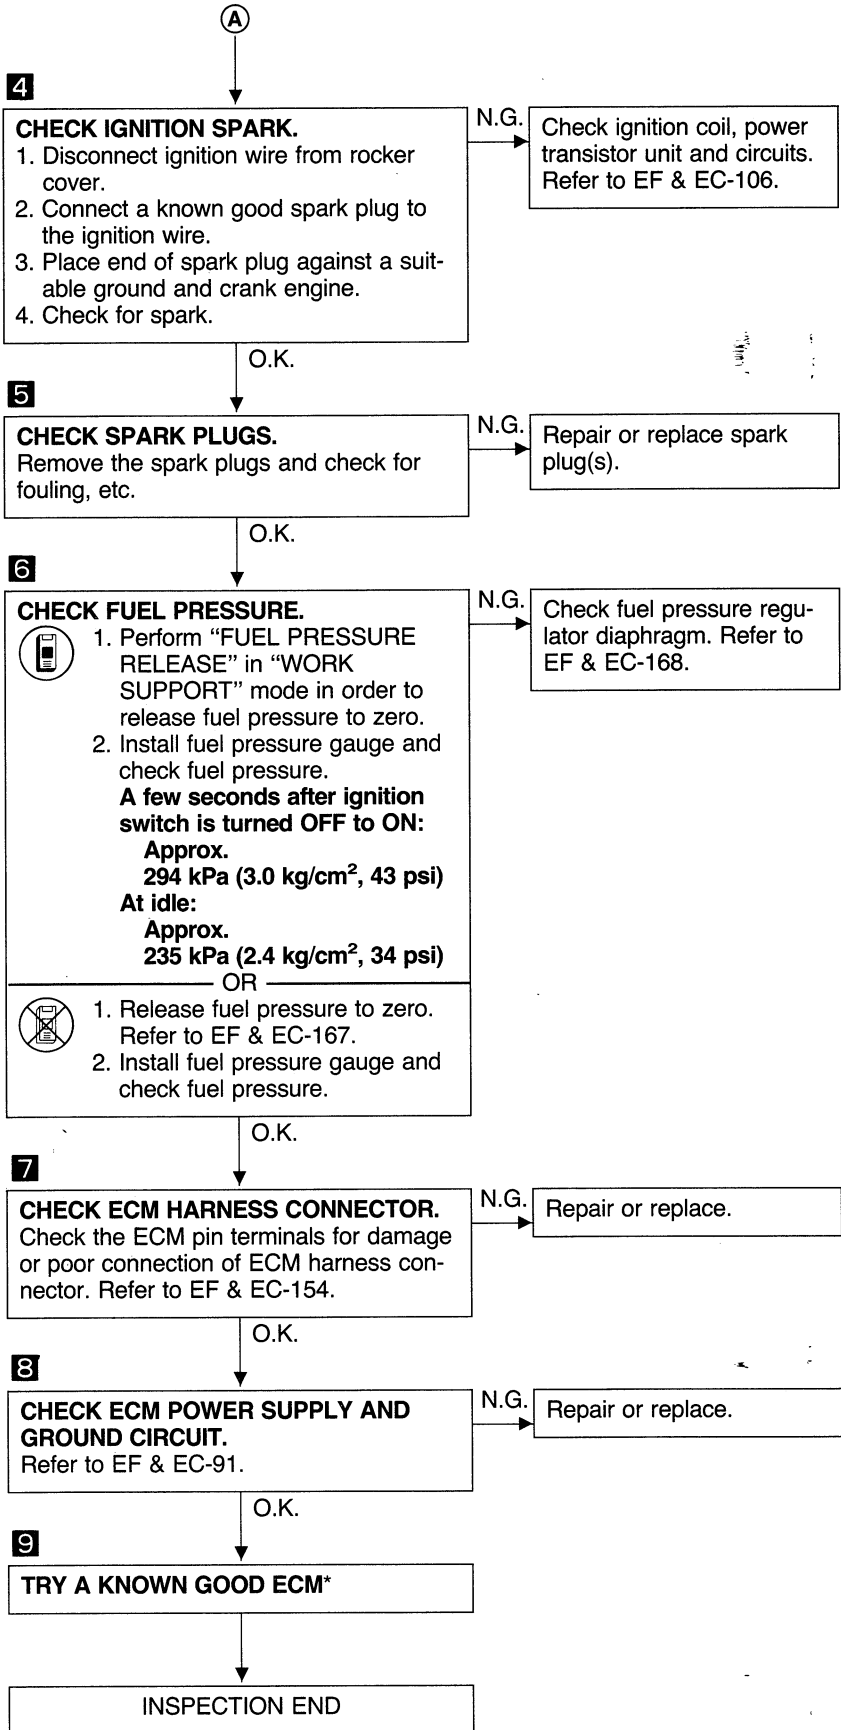 A
4
CHECK IGNITION SPARK.
1. Disconnect ignition wire from rocker
cover.
2. Connect a known good spark plug to
the ignition wire.
3. Place end of spark plug against a suit-
able ground and crank engine.
4. Check for spark.
N.G.
Check ignition coil, power
transistor unit and circuits.
Refer to EF & EC-106.
O.K.
5
CHECK SPARK PLUGS.
Remove the spark plugs and check for
fouling, etc.
N.G.
Repair or replace spark
plug(s).
O.K.
6
CHECK FUEL PRESSURE.
1. Perform “FUEL PRESSURE
RELEASE” in “WORK
SUPPORT” mode in order to
release fuel pressure to zero.
2. Install fuel pressure gauge and
check fuel pressure.
A few seconds after ignition
switch is turned OFF to ON:
Approx.
294 kPa (3.0 kg/cm², 43 psi)
At idle:
Approx.
235 kPa (2.4 kg/cm², 34 psi)
OR
1. Release fuel pressure to zero.
Refer to EF & EC-167.
2. Install fuel pressure gauge and
check fuel pressure.
N.G.
Check fuel pressure regu-
lator diaphragm. Refer to
EF & EC-168.
O.K.
7
CHECK ECM HARNESS CONNECTOR.
Check the ECM pin terminals for damage
or poor connection of ECM harness con-
nector. Refer to EF & EC-154.
N.G.
Repair or replace.
O.K.
8
CHECK ECM POWER SUPPLY AND
GROUND CIRCUIT.
Refer to EF & EC-91.
N.G.
Repair or replace.
O.K.
9
TRY A KNOWN GOOD ECM*
INSPECTION END